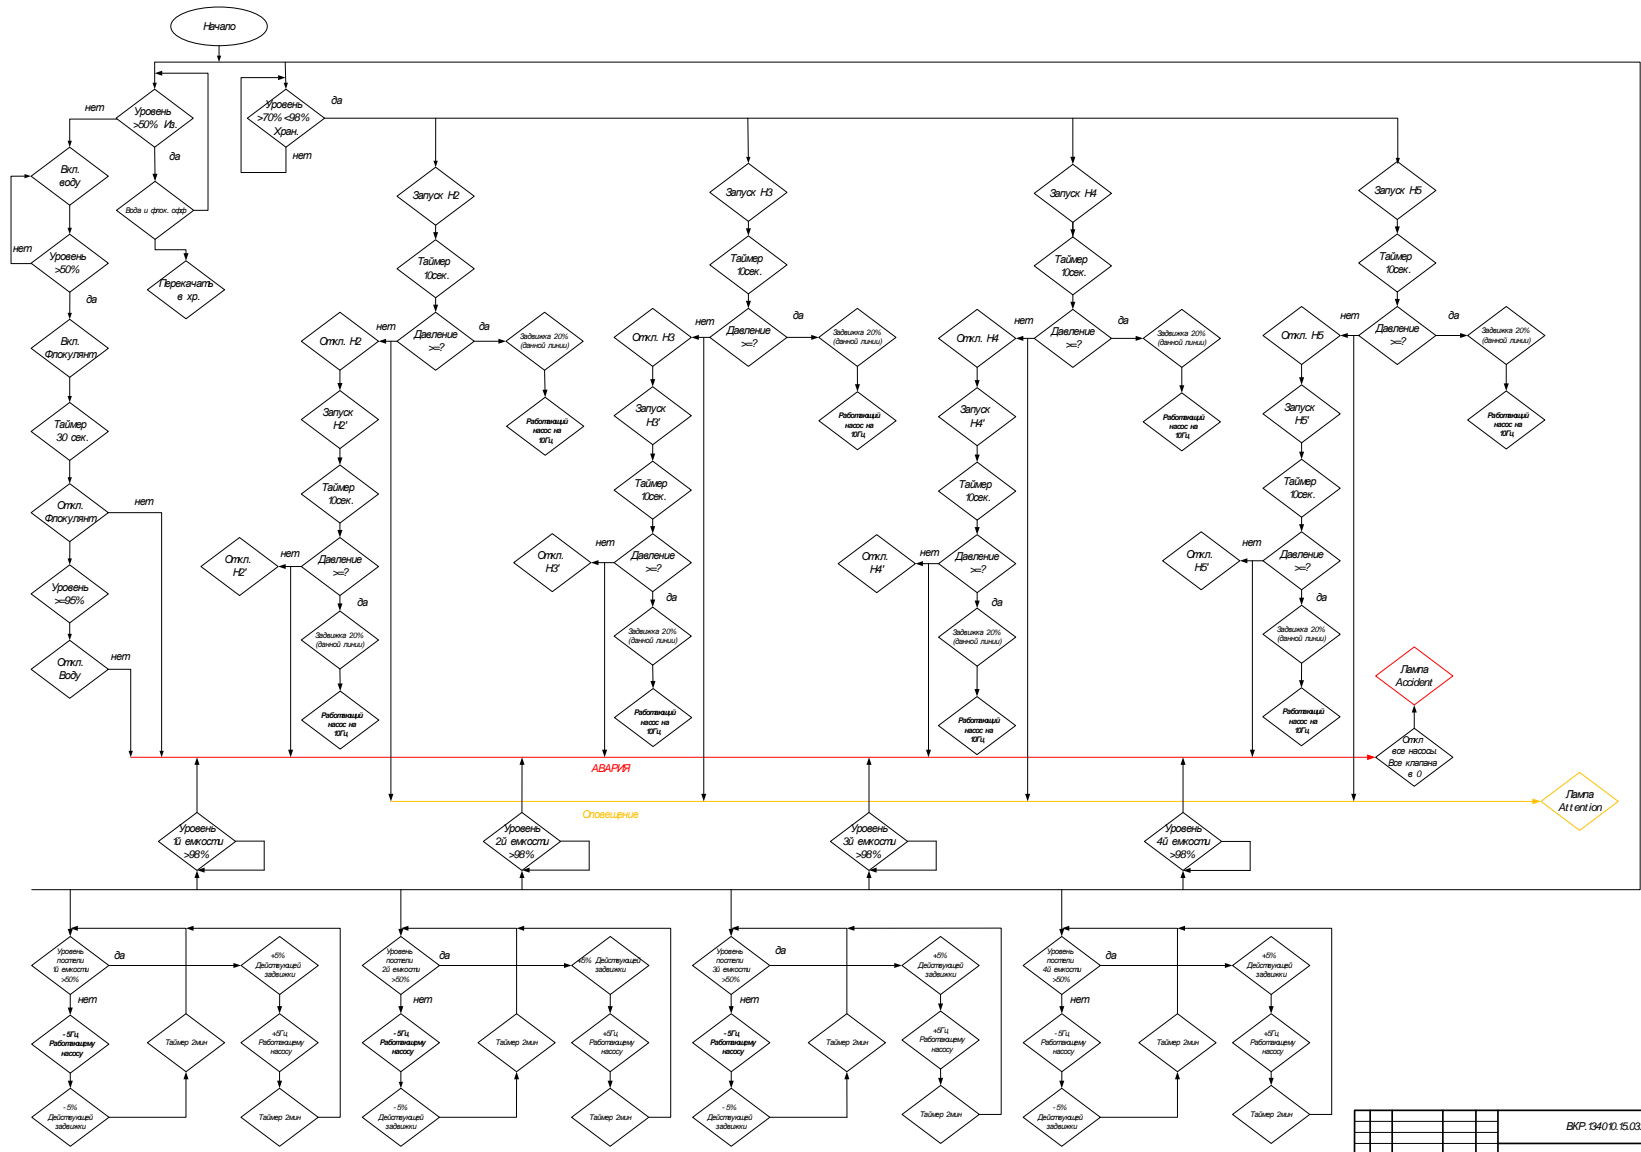 Начало
нет
Уровень
>50% Из.
да
Вкл.
воду
Вода и флок. офф
нет
Уровень
>50%
да
Перекачать
в хр.
Вкл.
Флокулянт
Таймер
30 сек.
Откл.
Флокулянт
нет
Уровень
>=95%
Откл.
Воду
нет
Уровень
>70% <98%
Хран.
да
нет
Запуск Н2
Таймер
10сек.
Давление
>=?
нет
да
Откл. Н2
Задвижка 20%
(данной линии)
Работающий
насос на
10Гц
Запуск
Н2'
Таймер
10сек.
Давление
>=?
нет
Откл.
Н2'
да
Задвижка 20%
(данной линии)
Работающий
насос на
10Гц
Запуск Н3
Таймер
10сек.
Давление
>=?
нет
да
Откл. Н3
Задвижка 20%
(данной линии)
Работающий
насос на
10Гц
Запуск
Н3'
Таймер
10сек.
Давление
>=?
нет
Откл.
Н3'
да
Задвижка 20%
(данной линии)
Работающий
насос на
10Гц
Запуск Н4
Таймер
10сек.
Давление
>=?
нет
да
Откл. Н4
Задвижка 20%
(данной линии)
Работающий
насос на
10Гц
Запуск
Н4'
Таймер
10сек.
Давление
>=?
нет
Откл.
Н4'
да
Задвижка 20%
(данной линии)
Работающий
насос на
10Гц
Запуск Н5
Таймер
10сек.
Давление
>=?
нет
да
Откл. Н5
Задвижка 20%
(данной линии)
Работающий
насос на
10Гц
Запуск
Н5'
Таймер
10сек.
Давление
>=?
нет
Откл.
Н5'
да
Задвижка 20%
(данной линии)
Работающий
насос на
10Гц
Лампа
Accident
Откл
все насосы.
Все клапана
в 0
АВАРИЯ
Оповещение
Лампа
Attention
Уровень
1й емкости
>98%
Уровень
2й емкости
>98%
Уровень
3й емкости
>98%
Уровень
4й емкости
>98%
Уровень
постели
1й емкости
>50%
да
нет
+5%
Действующей
задвижки
-5Гц
Работающему
насосу
Таймер 2мин
+5Гц
Работающему
насосу
-5%
Действующей
задвижки
Таймер 2мин
Уровень
постели
2й емкости
>50%
да
нет
+5% Действующей
задвижки
-5Гц
Работающему
насосу
Таймер 2мин
+5Гц
Работающему
насосу
-5%
Действующей
задвижки
Таймер 2мин
Уровень
постели
3й емкости
>50%
да
нет
+5%
Действующей
задвижки
-5Гц
Работающему
насосу
Таймер 2мин
+5Гц
Работающему
насосу
-5%
Действующей
задвижки
Таймер 2мин
Уровень
постели
4й емкости
>50%
да
нет
+5%
Действующей
задвижки
-5Гц
Работающему
насосу
Таймер 2мин
+5Гц
Работающему
насосу
-5%
Действующей
задвижки
Таймер 2мин
ВКР.134010.15.03.